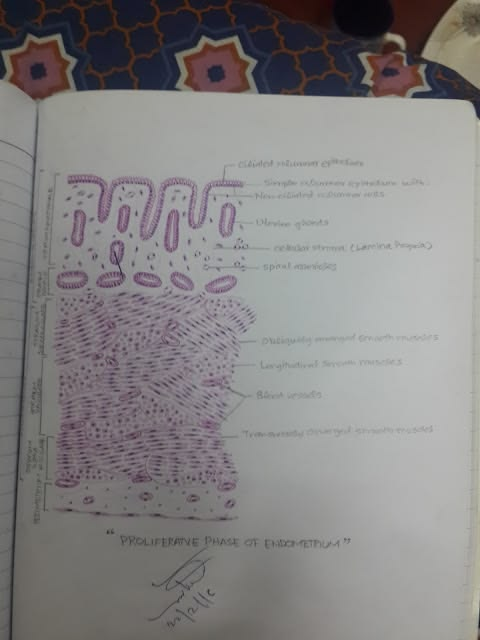 Ciliated columnar epithelium
Simple columnar epithelium with
Non-ciliated columnar cells
Uterine glands
cellular stroma (Lamina Propria)
spiral arterioles
Obliquely arranged smooth muscles
Longitudinal smooth muscles
Blood vessels
Transversely arranged smooth muscles
"PROLIFERATIVE PHASE OF ENDOMETRIUM"